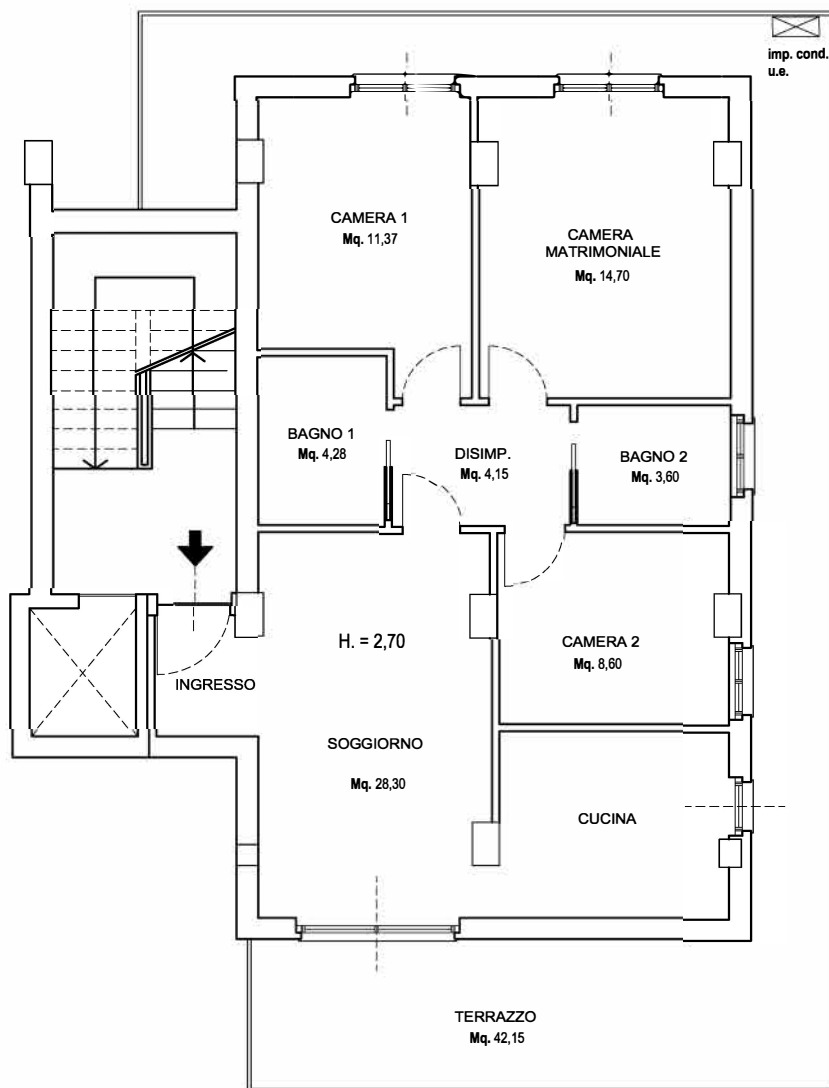 imp. cond.
u.e.
CAMERA 1
Mq. 11,37
CAMERA
MATRIMONIALE
Mq. 14,70
BAGNO 1
Mq. 4,28
DISIMP.
Mq. 4,15
BAGNO 2
Mq. 3,60
H. = 2,70
CAMERA 2
Mq. 8,60
INGRESSO
SOGGIORNO
Mq. 28,30
CUCINA
TERRAZZO
Mq. 42,15